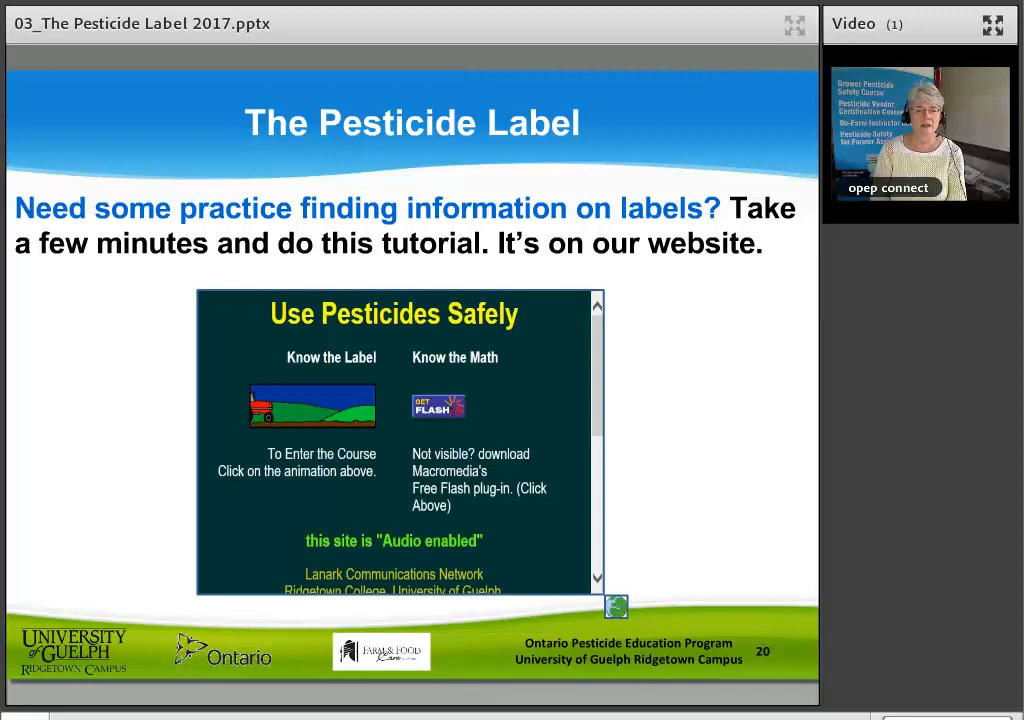 03_The Pesticide Label 2017.pptx
Video (1)
The Pesticide Label
Grower Pesticide
Safety Course
Pesticide Vendor
Certification Course
On-Farm Instructor
Pesticide Safety
for Farmer
opep connect
Need some practice finding information on labels? Take
a few minutes and do this tutorial. It’s on our website.
Use Pesticides Safely
Know the Label
Know the Math
GET
FLASH
To Enter the Course
Click on the animation above.
Not visible? download
Macromedia's
Free Flash plug-in. (Click
Above)
this site is "Audio enabled"
Lanark Communications Network
Ridgetown College, University of Guelph
UNIVERSITY
of GUELPH
RIDGETOWN CAMPUS
Ontario
FARM & FOOD
Care
Ontario Pesticide Education Program
University of Guelph Ridgetown Campus
20